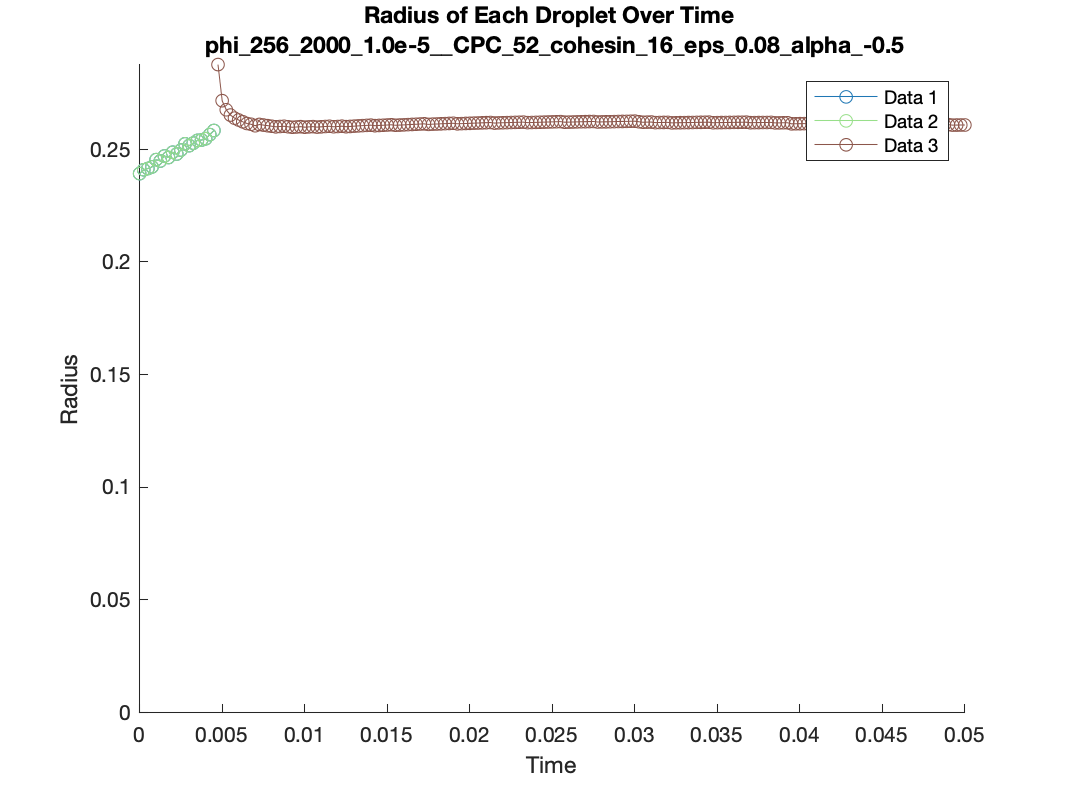 Radius of Each Droplet Over Time
phi_256_2000_1.0e-5__CPC_52_cohesin_16_eps_0.08_alpha_-0.5
Data 1
Data 2
Data 3
0.25
0.2
0.15
0.1
0.05
0
Radius
0
0.005
0.01
0.015
0.02
0.025
0.03
0.035
0.04
0.045
0.05
Time